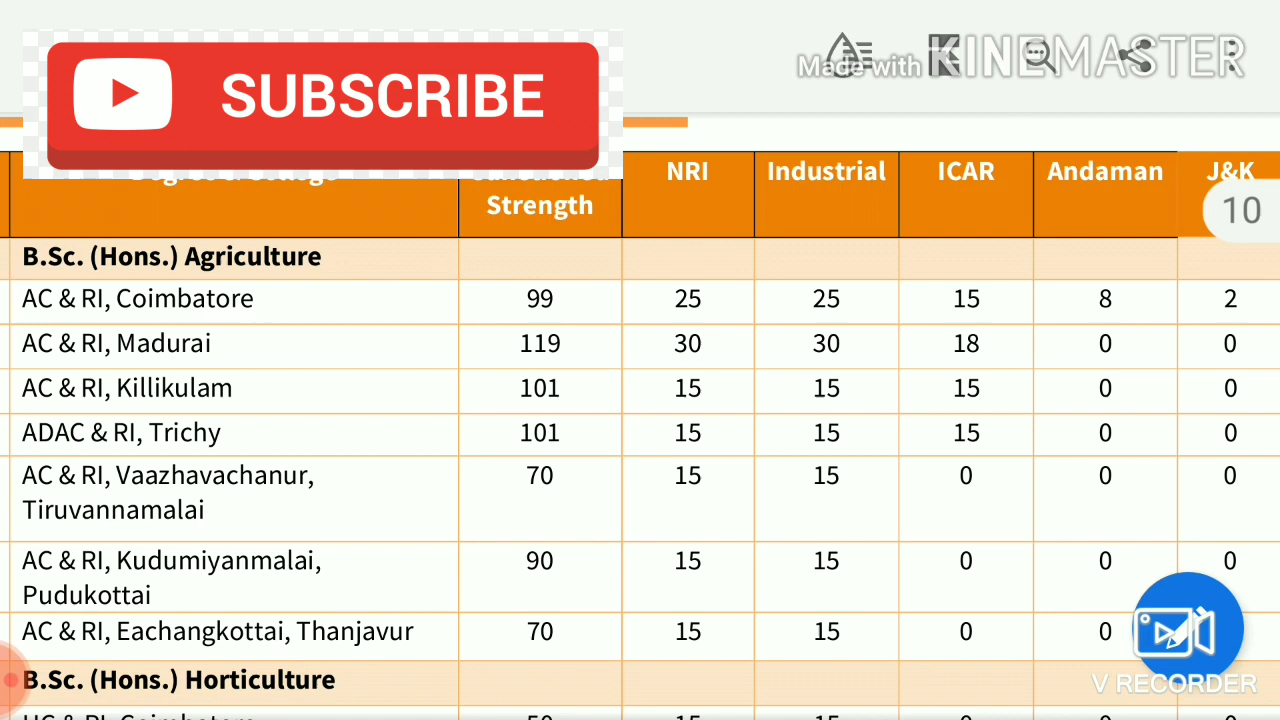 SUBSCRIBE
Made with KINEMASTER
NRI Industrial ICAR Andaman J&K
Strength
10
B.Sc. (Hons.) Agriculture
AC & RI, Coimbatore 99 25 25 15 8 2
AC & RI, Madurai 119 30 30 18 0 0
AC & RI, Killikulam 101 15 15 15 0 0
ADAC & RI, Trichy 101 15 15 15 0 0
AC & RI, Vaazhavachanur, 70 15 15 0 0 0
Tiruvannamalai
AC & RI, Kudumiyanmalai, 90 15 15 0 0 0
Pudukottai
AC & RI, Eachangkottai, Thanjavur 70 15 15 0 0
B.Sc. (Hons.) Horticulture
V RECORDER